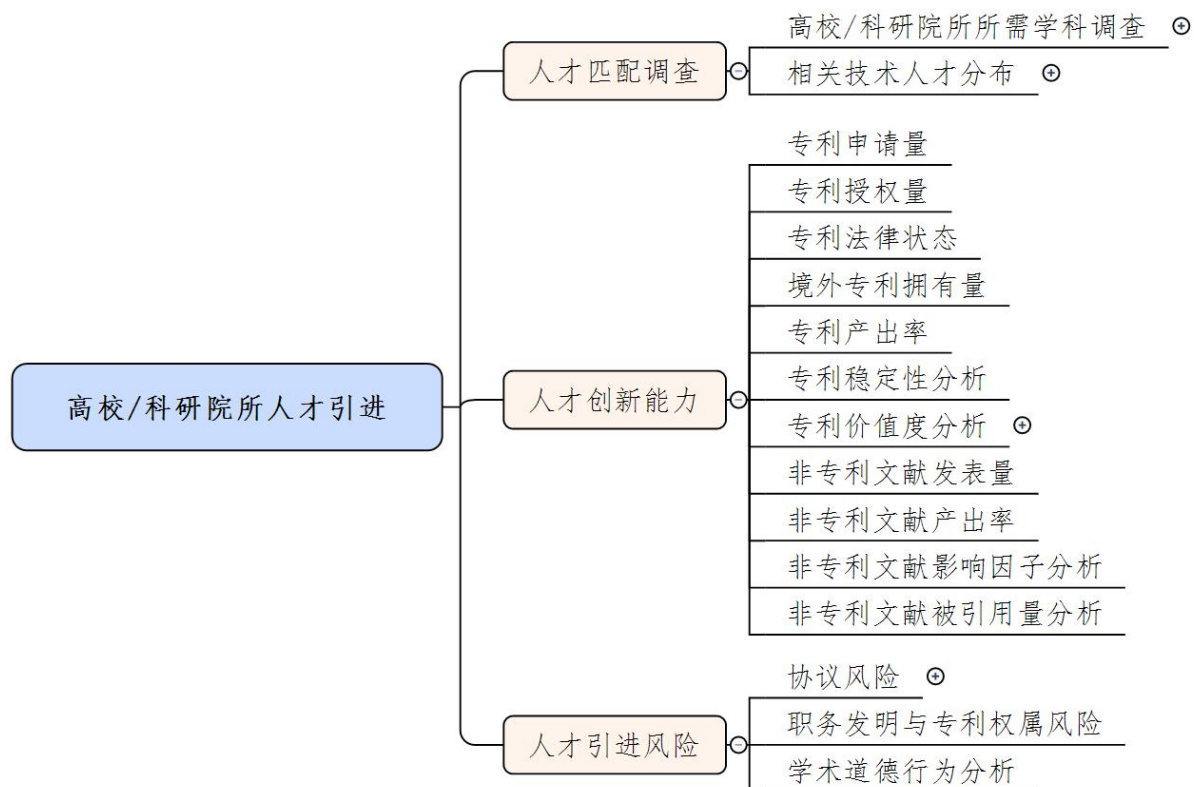 高校/科研院所人才引进
人才匹配调查
高校/科研院所所需学科调查
相关技术人才分布
人才创新能力
专利申请量
专利授权量
专利法律状态
境外专利拥有量
专利产出率
专利稳定性分析
专利价值度分析
非专利文献发表量
非专利文献产出率
非专利文献影响因子分析
非专利文献被引用量分析
人才引进风险
协议风险
职务发明与专利权属风险
学术道德行为分析